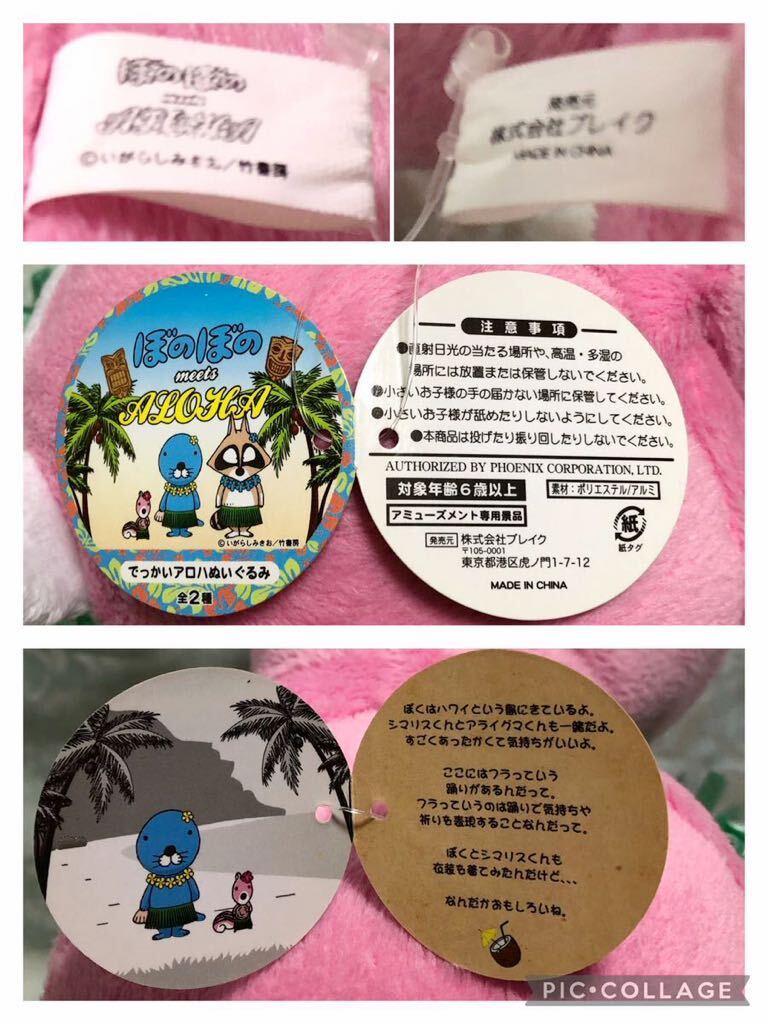 ぼのぼの
meets
ALOHA
©いがらしみきお/竹書房
発売元
株式会社ブレイク
MADE IN CHINA
ぼのぼの
meets
ALOHA
©いがらしみきお/竹書房
でっかいアロハぬいぐるみ
全2種
注意事項
●直射日光の当たる場所や、高温・多湿の
場所には放置または保管しないでください。
●小さいお子様の手の届かない場所に保管してください。
●小さいお子様が舐めたりしないようにしてください。
●本商品は投げたり振り回したりしないでください。
AUTHORIZED BY PHOENIX CORPORATION, LTD.
対象年齢6歳以上
素材:ポリエステル/アルミ
アミューズメント専用景品
紙
紙タグ
発売元 株式会社ブレイク
〒105-0001
東京都港区虎ノ門1-7-12
MADE IN CHINA
ぼくはハワイという島にきているよ。
シマリスくんとアライグマくんも一緒だよ。
すごくあったかくて気持ちがいいよ。
ここにはフラっていう
踊りがあるんだって。
フラっていうのは踊りで気持ちや
祈りも表現することなんだって。
ぼくとシマリスくんも
衣装も着てみたんだけど、、、
なんだかおもしろいね。
PIC•COLLAGE